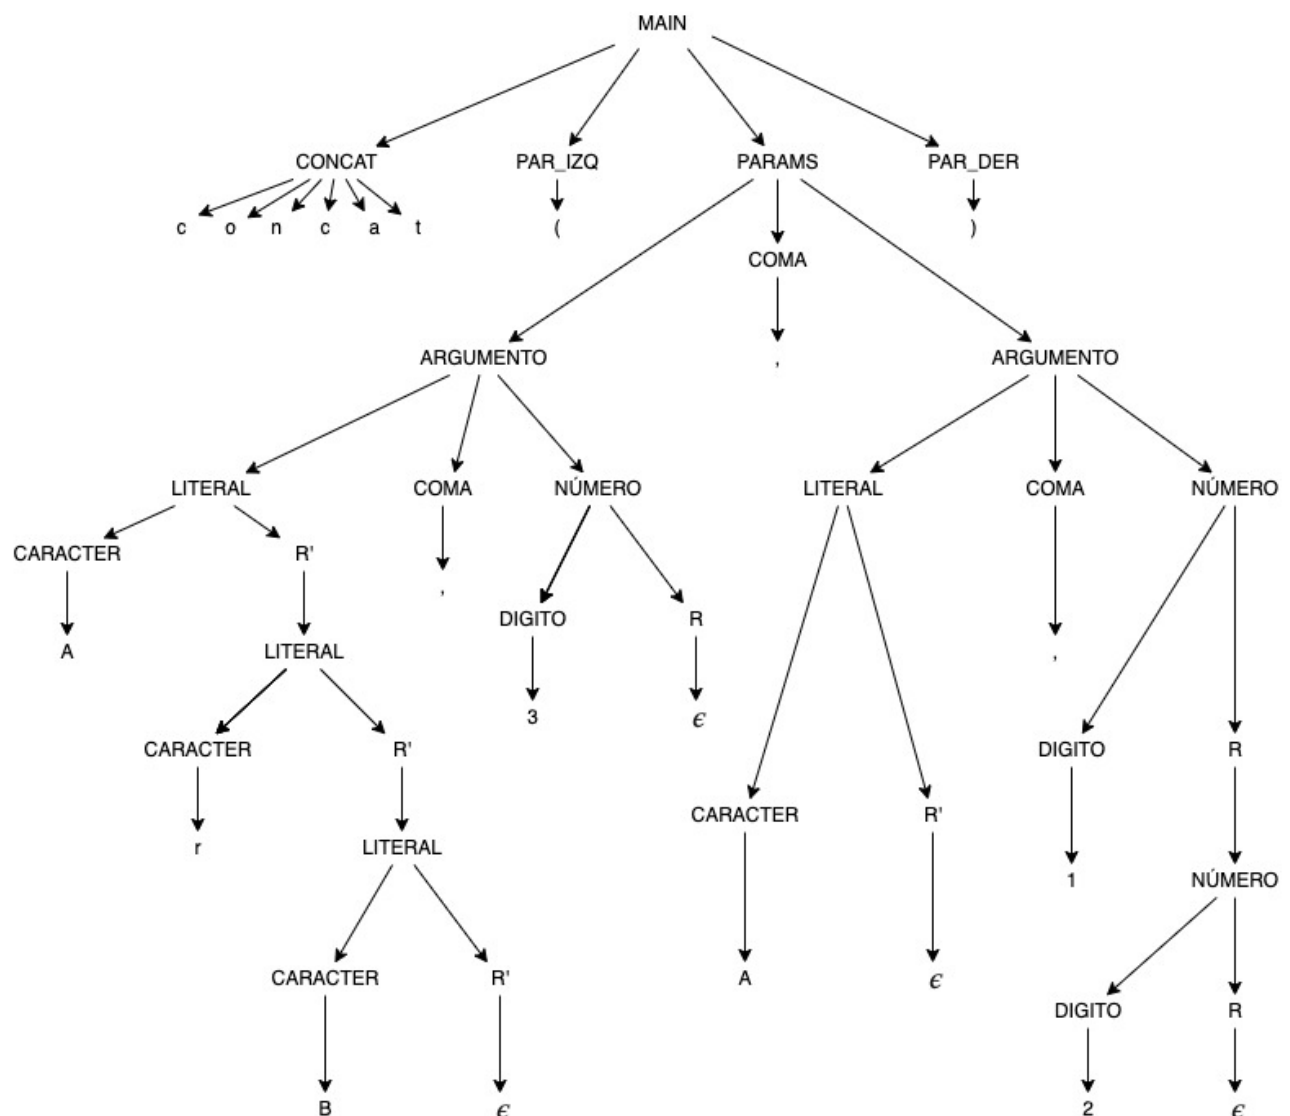 MAIN
CONCAT PAR_IZQ PARAMS PAR_DER
c o n c a t ( )
COMA
ARGUMENTO , ARGUMENTO
LITERAL COMA NÚMERO LITERAL COMA NÚMERO
CARACTER R'
,
DIGITO R
A LITERAL ,
3 ϵ
CARACTER R' DIGITO R
CARACTER R'
r LITERAL
1 NÚMERO
CARACTER R' A ϵ
DIGITO R
B ϵ 2 ϵ